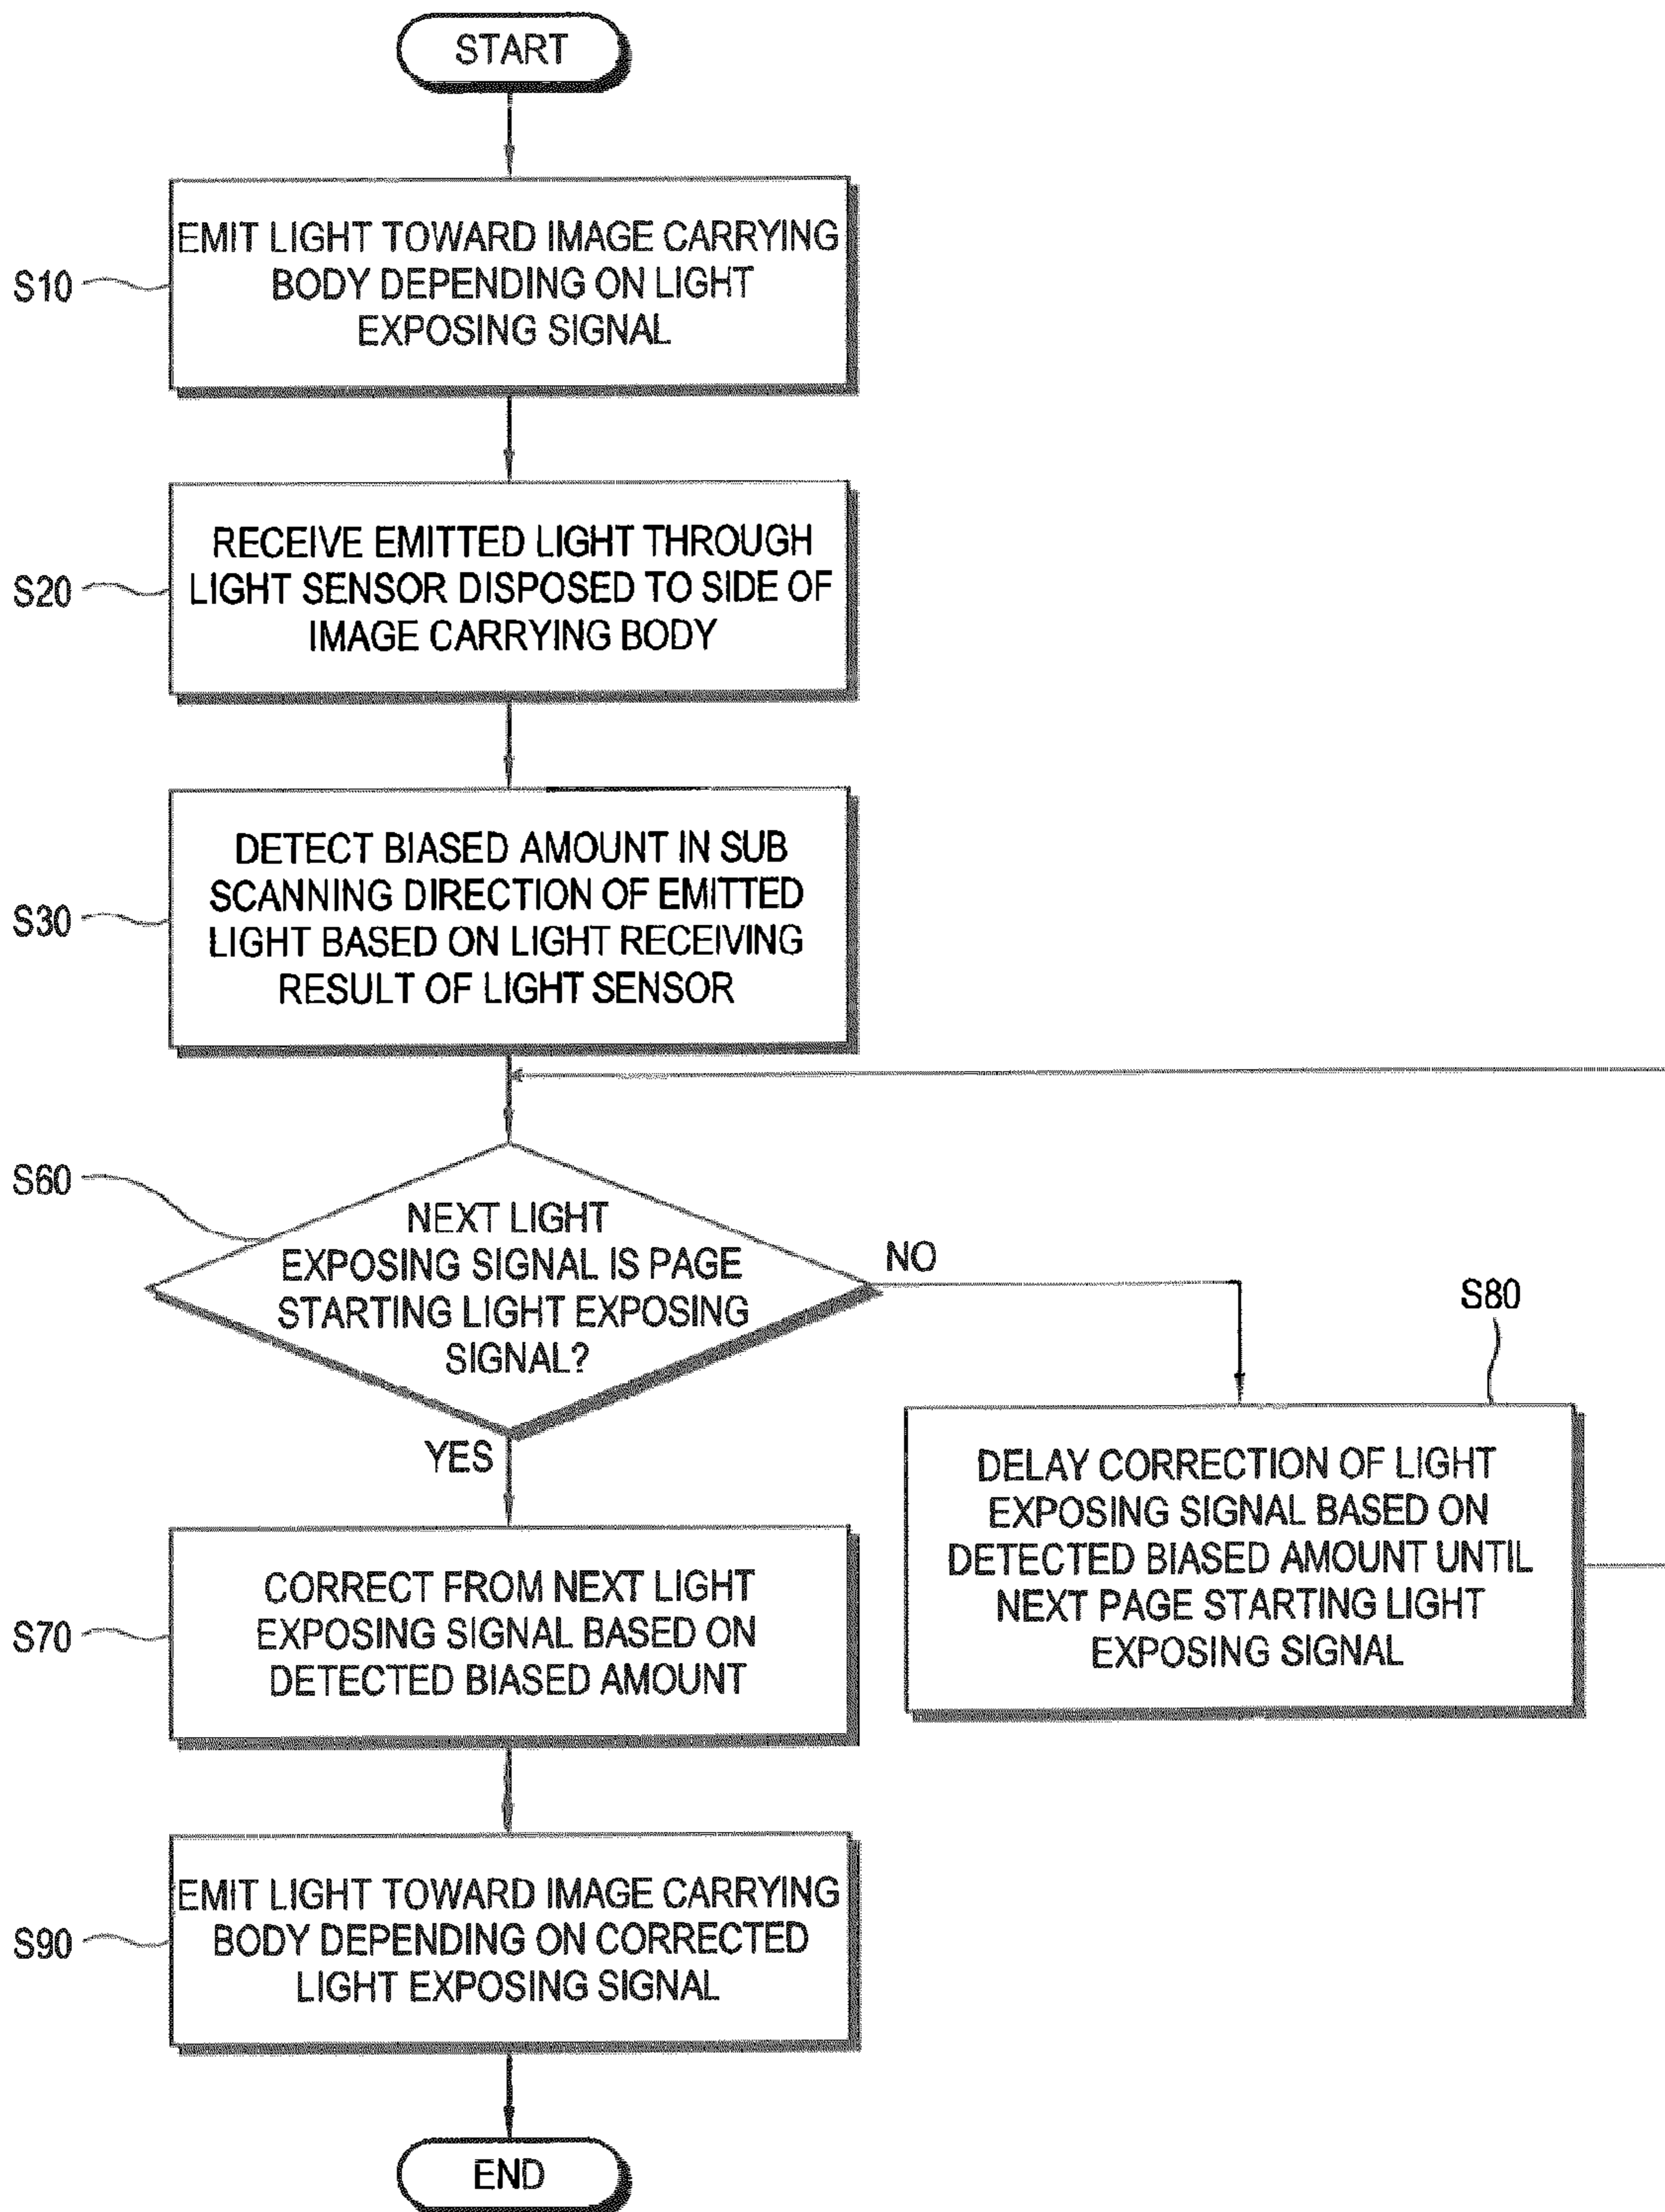 START
S10
EMIT LIGHT TOWARD IMAGE CARRYING
BODY DEPENDING ON LIGHT
EXPOSING SIGNAL
S20
RECEIVE EMITTED LIGHT THROUGH
LIGHT SENSOR DISPOSED TO SIDE OF
IMAGE CARRYING BODY
S30
DETECT BIASED AMOUNT IN SUB
SCANNING DIRECTION OF EMITTED
LIGHT BASED ON LIGHT RECEIVING
RESULT OF LIGHT SENSOR
S60
NEXT LIGHT
EXPOSING SIGNAL IS PAGE
STARTING LIGHT EXPOSING
SIGNAL?
NO
YES
S80
DELAY CORRECTION OF LIGHT
EXPOSING SIGNAL BASED ON
DETECTED BIASED AMOUNT UNTIL
NEXT PAGE STARTING LIGHT
EXPOSING SIGNAL
S70
CORRECT FROM NEXT LIGHT
EXPOSING SIGNAL BASED ON
DETECTED BIASED AMOUNT
S90
EMIT LIGHT TOWARD IMAGE CARRYING
BODY DEPENDING ON CORRECTED
LIGHT EXPOSING SIGNAL
END